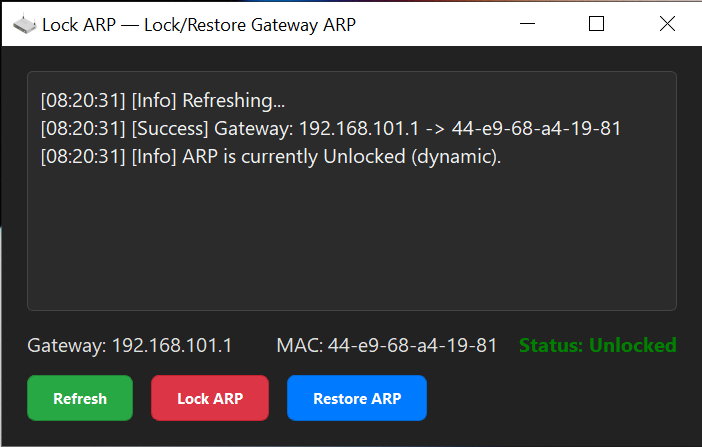 Lock ARP — Lock/Restore Gateway ARP
[08:20:31] [Info] Refreshing...
[08:20:31] [Success] Gateway: 192.168.101.1 -> 44-e9-68-a4-19-81
[08:20:31] [Info] ARP is currently Unlocked (dynamic).
Gateway: 192.168.101.1 MAC: 44-e9-68-a4-19-81 Status: Unlocked
Refresh Lock ARP Restore ARP